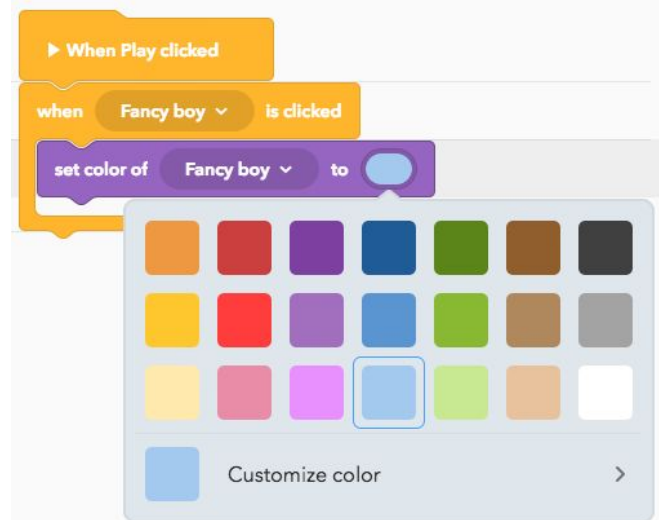 When Play clicked
when Fancy boy is clicked
set color of Fancy boy to
Customize color